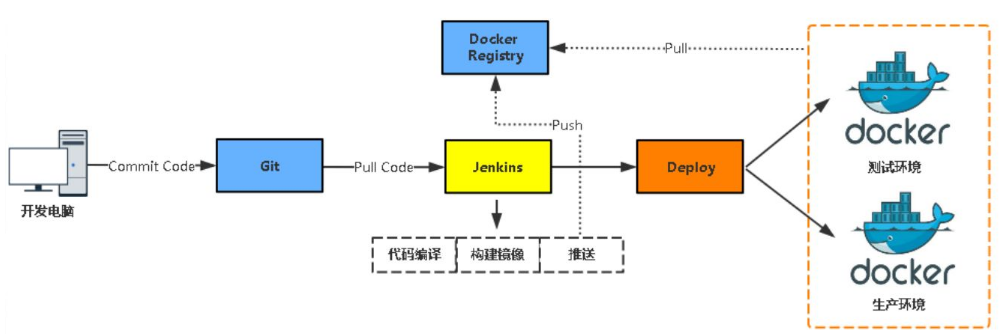 Docker
Registry
Pull
docker
测试环境
Push
Commit Code
Git
Pull Code
Jenkins
Deploy
开发电脑
代码编译
构建镜像
推送
docker
生产环境